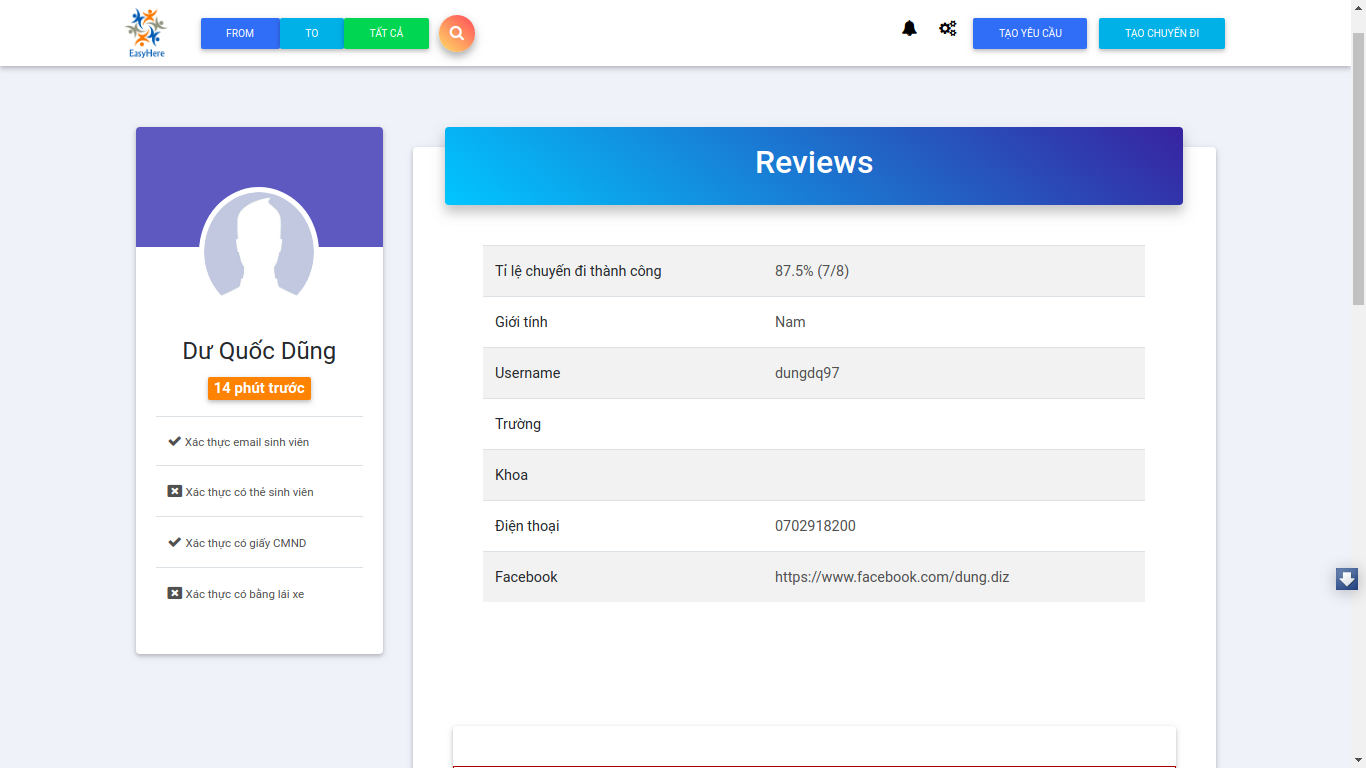 EasyHere
FROM TO TẤT CẢ
TẠO YÊU CẦU TẠO CHUYẾN ĐI
Dư Quốc Dũng
14 phút trước
Xác thực email sinh viên
Xác thực có thẻ sinh viên
Xác thực có giấy CMND
Xác thực có bằng lái xe
Reviews
Tỉ lệ chuyến đi thành công 87.5% (7/8)
Giới tính Nam
Username dungdq97
Trường
Khoa
Điện thoại 0702918200
Facebook https://www.facebook.com/dung.diz